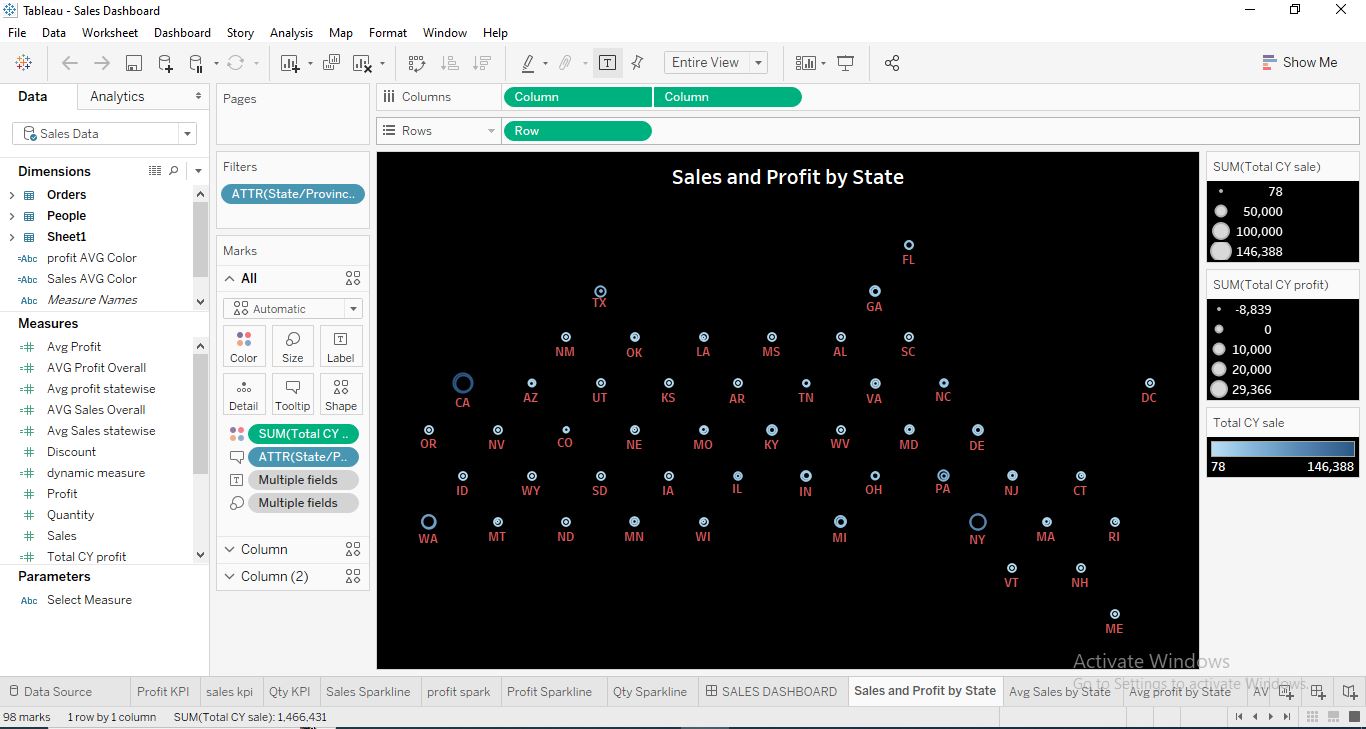 Tableau - Sales Dashboard
File Data Worksheet Dashboard Story Analysis Map Format Window Help
Entire View
Show Me
Data Analytics
Sales Data
Dimensions
Orders
People
Sheet1
=Abc profit AVG Color
=Abc Sales AVG Color
Abc Measure Names
Measures
Avg Profit
AVG Profit Overall
Avg profit statewise
AVG Sales Overall
Avg Sales statewise
Discount
dynamic measure
Profit
Quantity
Sales
Total CY profit
Parameters
Abc Select Measure
Pages
Filters
ATTR(State/Provinc..
Marks
All
Automatic
Color Size Label
Detail Tooltip Shape
SUM(Total CY ..
ATTR(State/P..
Multiple fields
Multiple fields
Column
Column (2)
Columns Column Column
Rows Row
Sales and Profit by State
FL
TX GA
NM OK LA MS AL SC
CA AZ UT KS AR TN VA NC DC
OR NV CO NE MO KY WV MD DE
ID WY SD IA IL IN OH PA NJ CT
WA MT ND MN WI MI NY MA RI
VT NH
ME
SUM(Total CY sale)
78
50,000
100,000
146,388
SUM(Total CY profit)
-8,839
0
10,000
20,000
29,366
Total CY sale
78 146,388
Activate Windows
Go to Settings to activate Windows.
Data Source Profit KPI sales kpi Qty KPI Sales Sparkline profit spark Profit Sparkline Qty Sparkline SALES DASHBOARD Sales and Profit by State Avg Sales by State Avg profit by State AV
98 marks 1 row by 1 column SUM(Total CY sale): 1,466,431